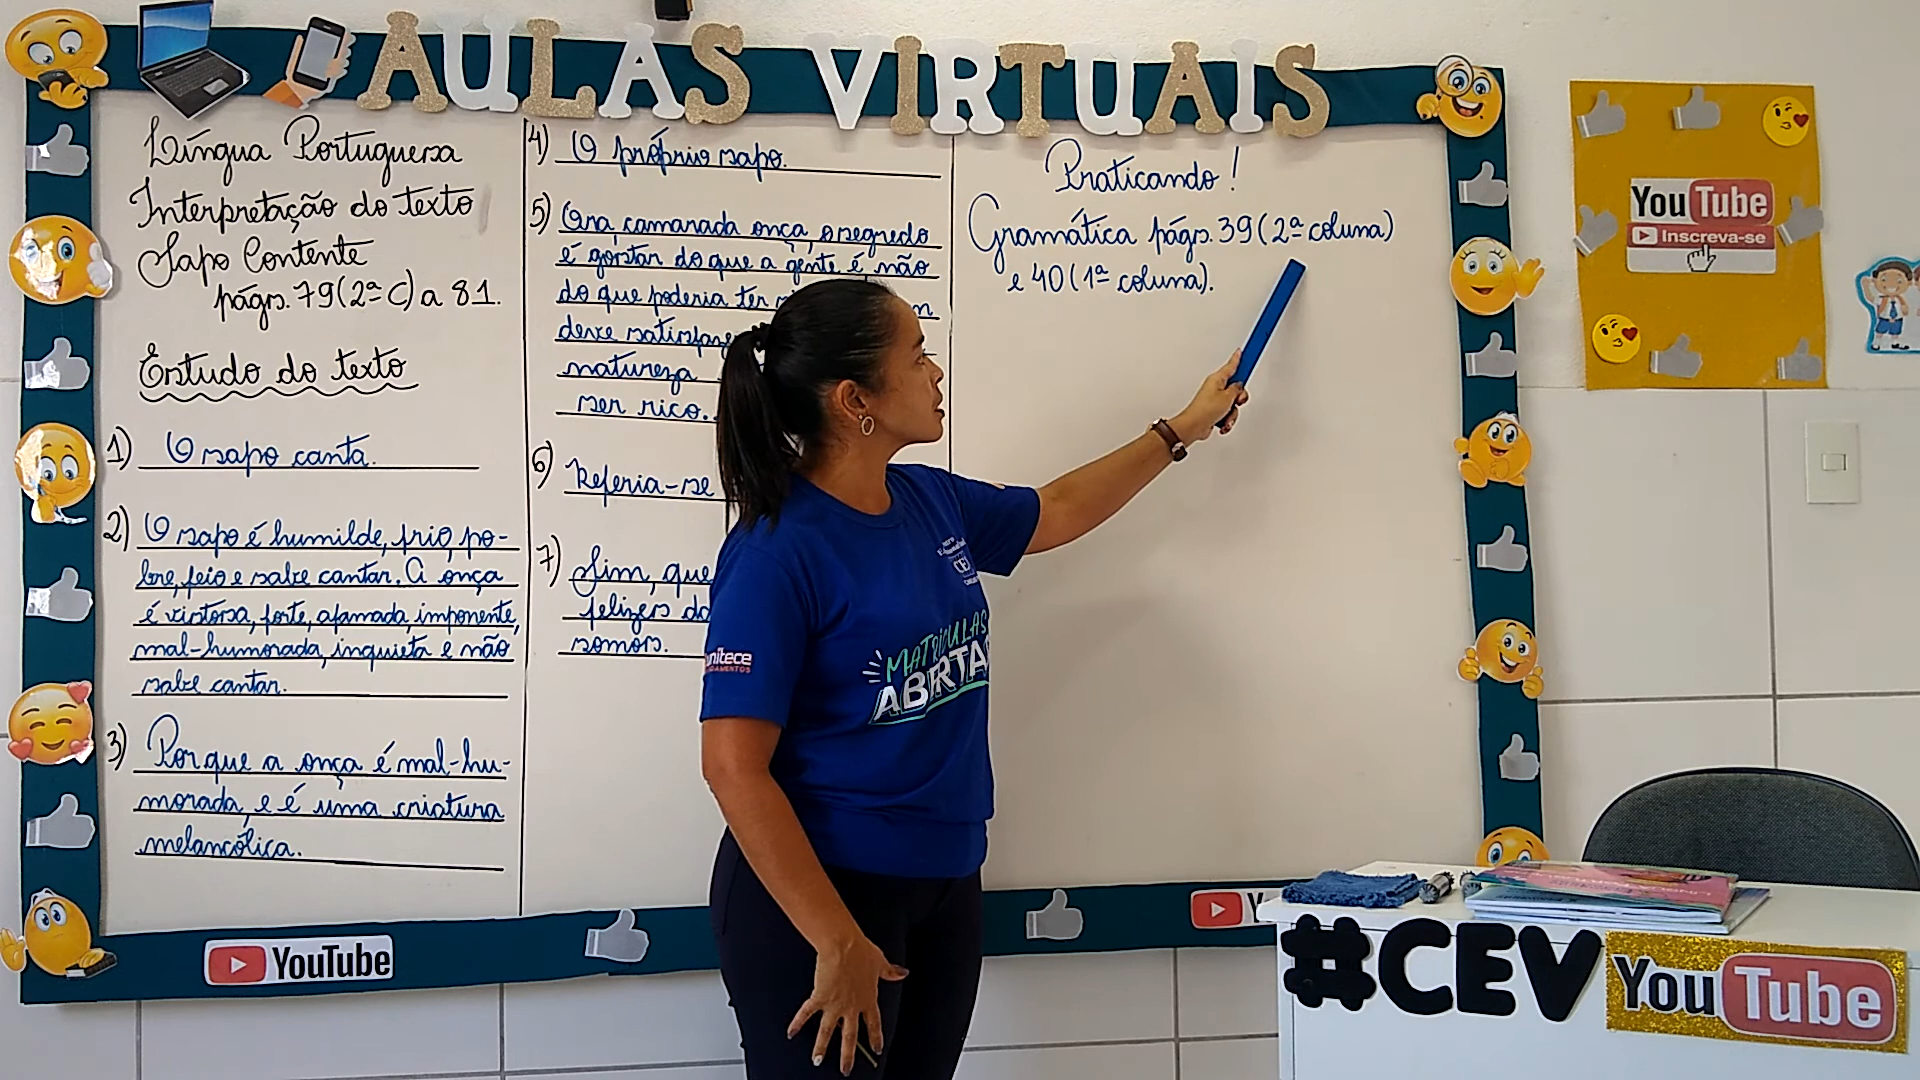 AULAS VIRTUAIS
Língua Portuguesa
Interpretação do texto
Sapo Contente
págs. 79 (2ª C) a 81.
Estudo do texto
1) O sapo canta.
2) O sapo é humilde, frio, po-
bre, feio e sabe cantar. A onça
é vistosa, forte, afamada, imponente,
mal-humorada, inquieta e não
sabe cantar.
3) Porque a onça é mal-hu-
morada, e é uma criatura
melancólica.
4) O próprio sapo.
5) Ora, camarada onça, o segredo
é gostar do que a gente é, não
do que poderia ter
deve
natureza
ser rico.
6) Referia-se
7) Sim, que
felizes
somos.
Praticando!
Gramática págs. 39 (2ª coluna)
e 40 (1ª coluna).
YouTube
Inscreva-se
CEV
MATRÍCULAS
ABERTA
YouTube
#CEV
YouTube